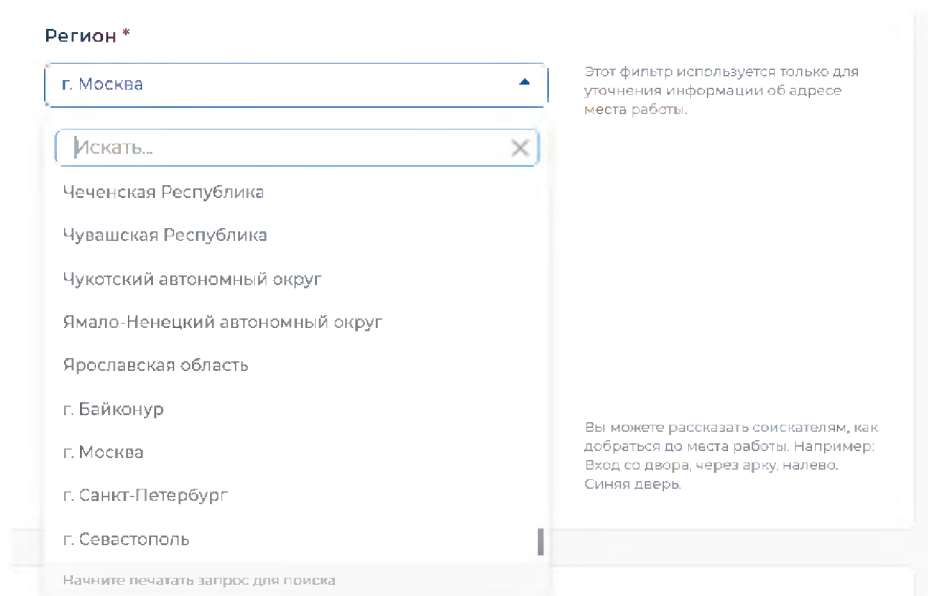 Регион *
г. Москва
Этот фильтр используется только для
уточнения информации об адресе
места работы.
Искать...
Чеченская Республика
Чувашская Республика
Чукотский автономный округ
Ямало-Ненецкий автономный округ
Ярославская область
г. Байконур
г. Москва
г. Санкт-Петербург
г. Севастополь
Начните печатать запрос для поиска
Вы можете рассказать соискателям, как
добраться до места работы. Например:
Вход со двора, через арку, налево.
Синяя дверь.